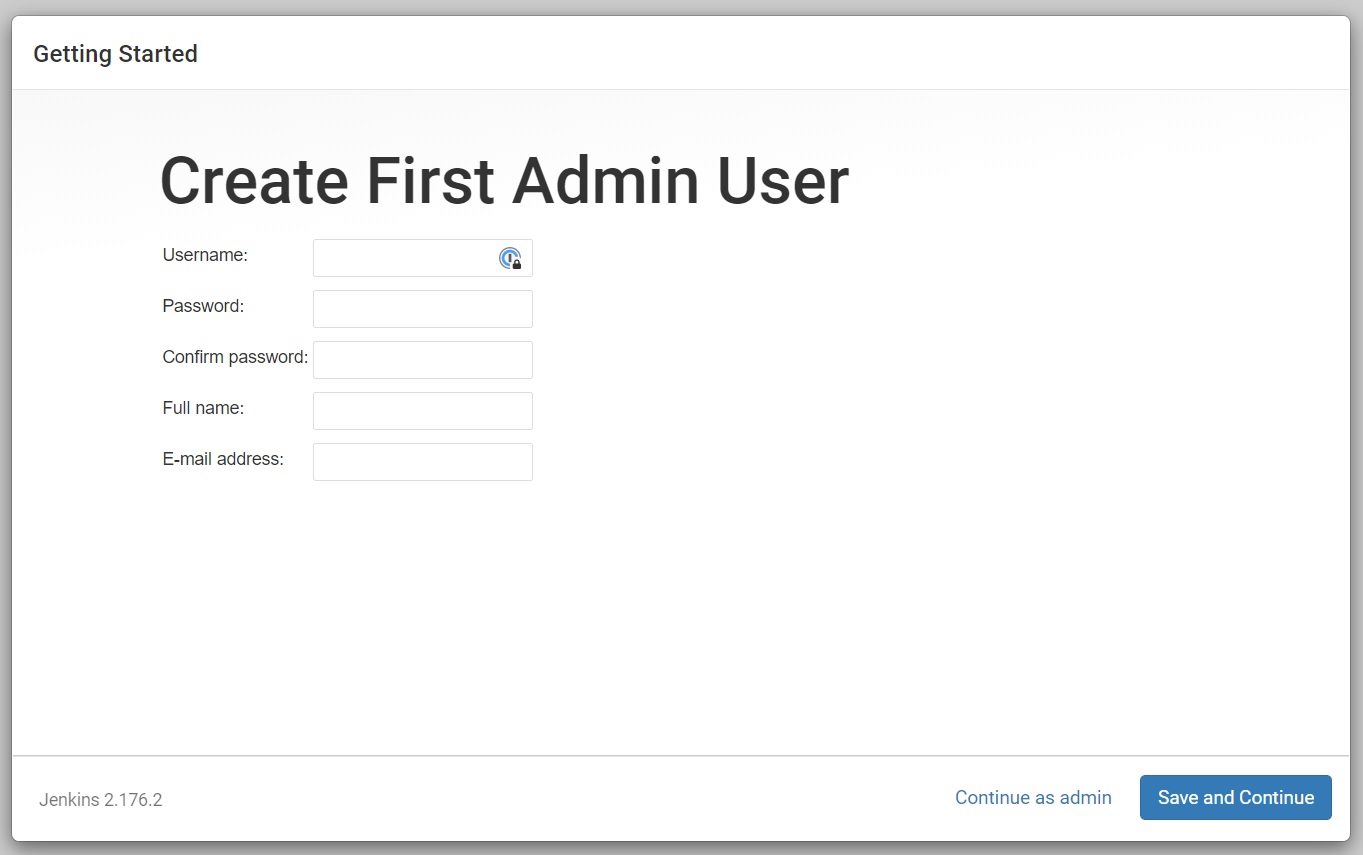 Getting Started
Create First Admin User
Username:
Password:
Confirm password:
Full name:
E-mail address:
Jenkins 2.176.2
Continue as admin
Save and Continue